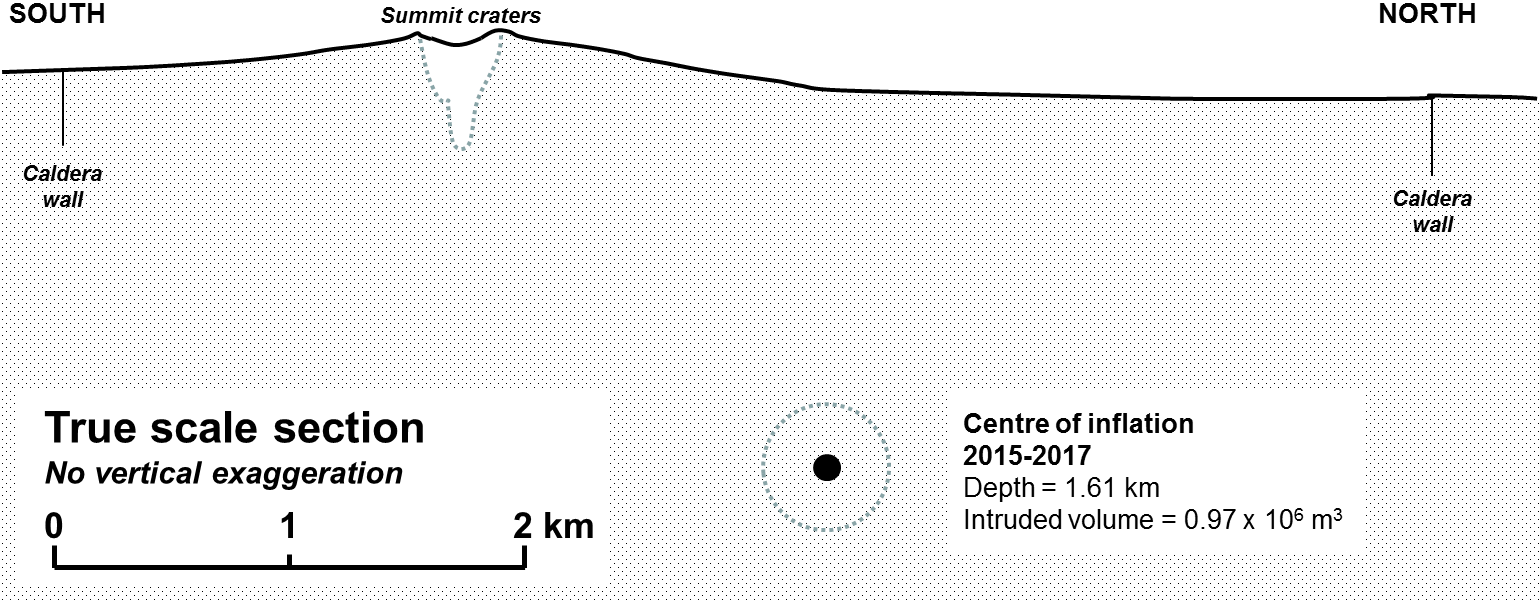 SOUTH
Summit craters
NORTH
Caldera
wall
Caldera
wall
True scale section
No vertical exaggeration
0 1 2 km
Centre of inflation
2015-2017
Depth = 1.61 km
Intruded volume = 0.97 x 10⁶ m³